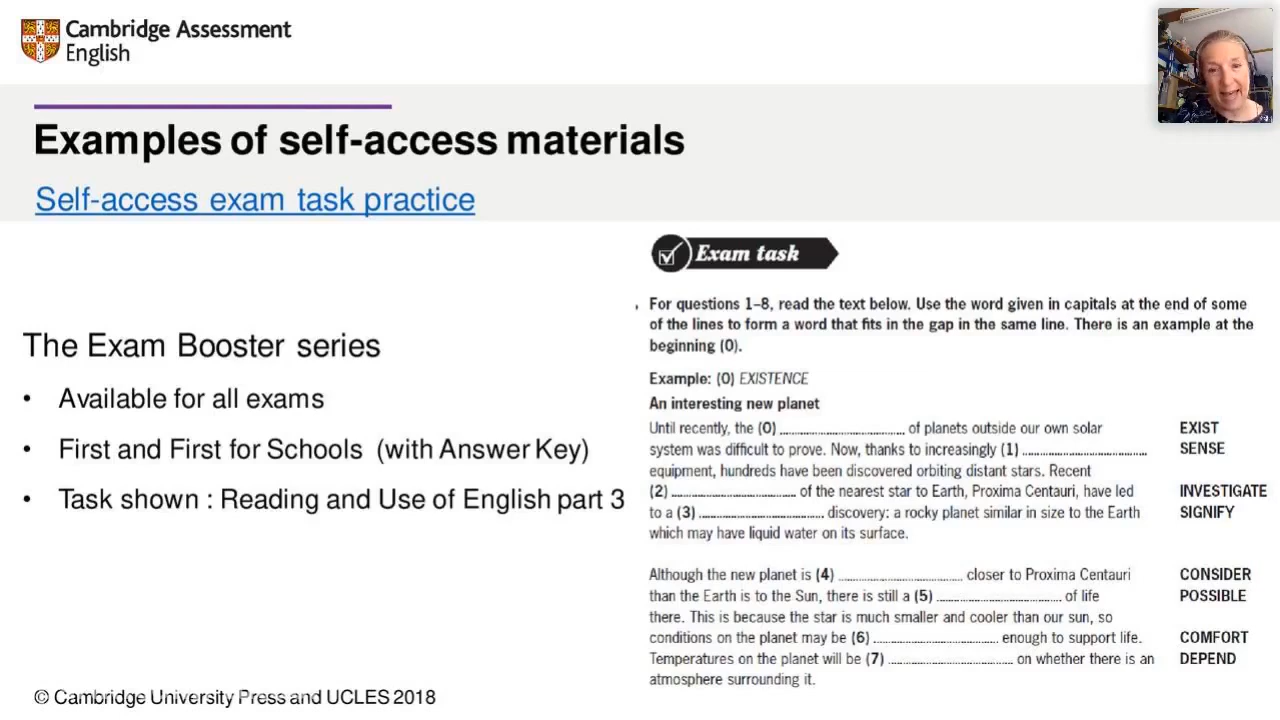 Cambridge Assessment
English
Examples of self-access materials
Self-access exam task practice
The Exam Booster series
• Available for all exams
• First and First for Schools (with Answer Key)
• Task shown : Reading and Use of English part 3
Exam task
For questions 1–8, read the text below. Use the word given in capitals at the end of some
of the lines to form a word that fits in the gap in the same line. There is an example at the
beginning (0).
Example: (0) EXISTENCE
An interesting new planet
Until recently, the (0) ........................ of planets outside our own solar EXIST
system was difficult to prove. Now, thanks to increasingly (1) ........................ SENSE
equipment, hundreds have been discovered orbiting distant stars. Recent
(2) ........................ of the nearest star to Earth, Proxima Centauri, have led INVESTIGATE
to a (3) ........................ discovery: a rocky planet similar in size to the Earth SIGNIFY
which may have liquid water on its surface.
Although the new planet is (4) ........................ closer to Proxima Centauri CONSIDER
than the Earth is to the Sun, there is still a (5) ........................ of life POSSIBLE
there. This is because the star is much smaller and cooler than our sun, so
conditions on the planet may be (6) ........................ enough to support life. COMFORT
Temperatures on the planet will be (7) ........................ on whether there is an DEPEND
atmosphere surrounding it.
© Cambridge University Press and UCLES 2018